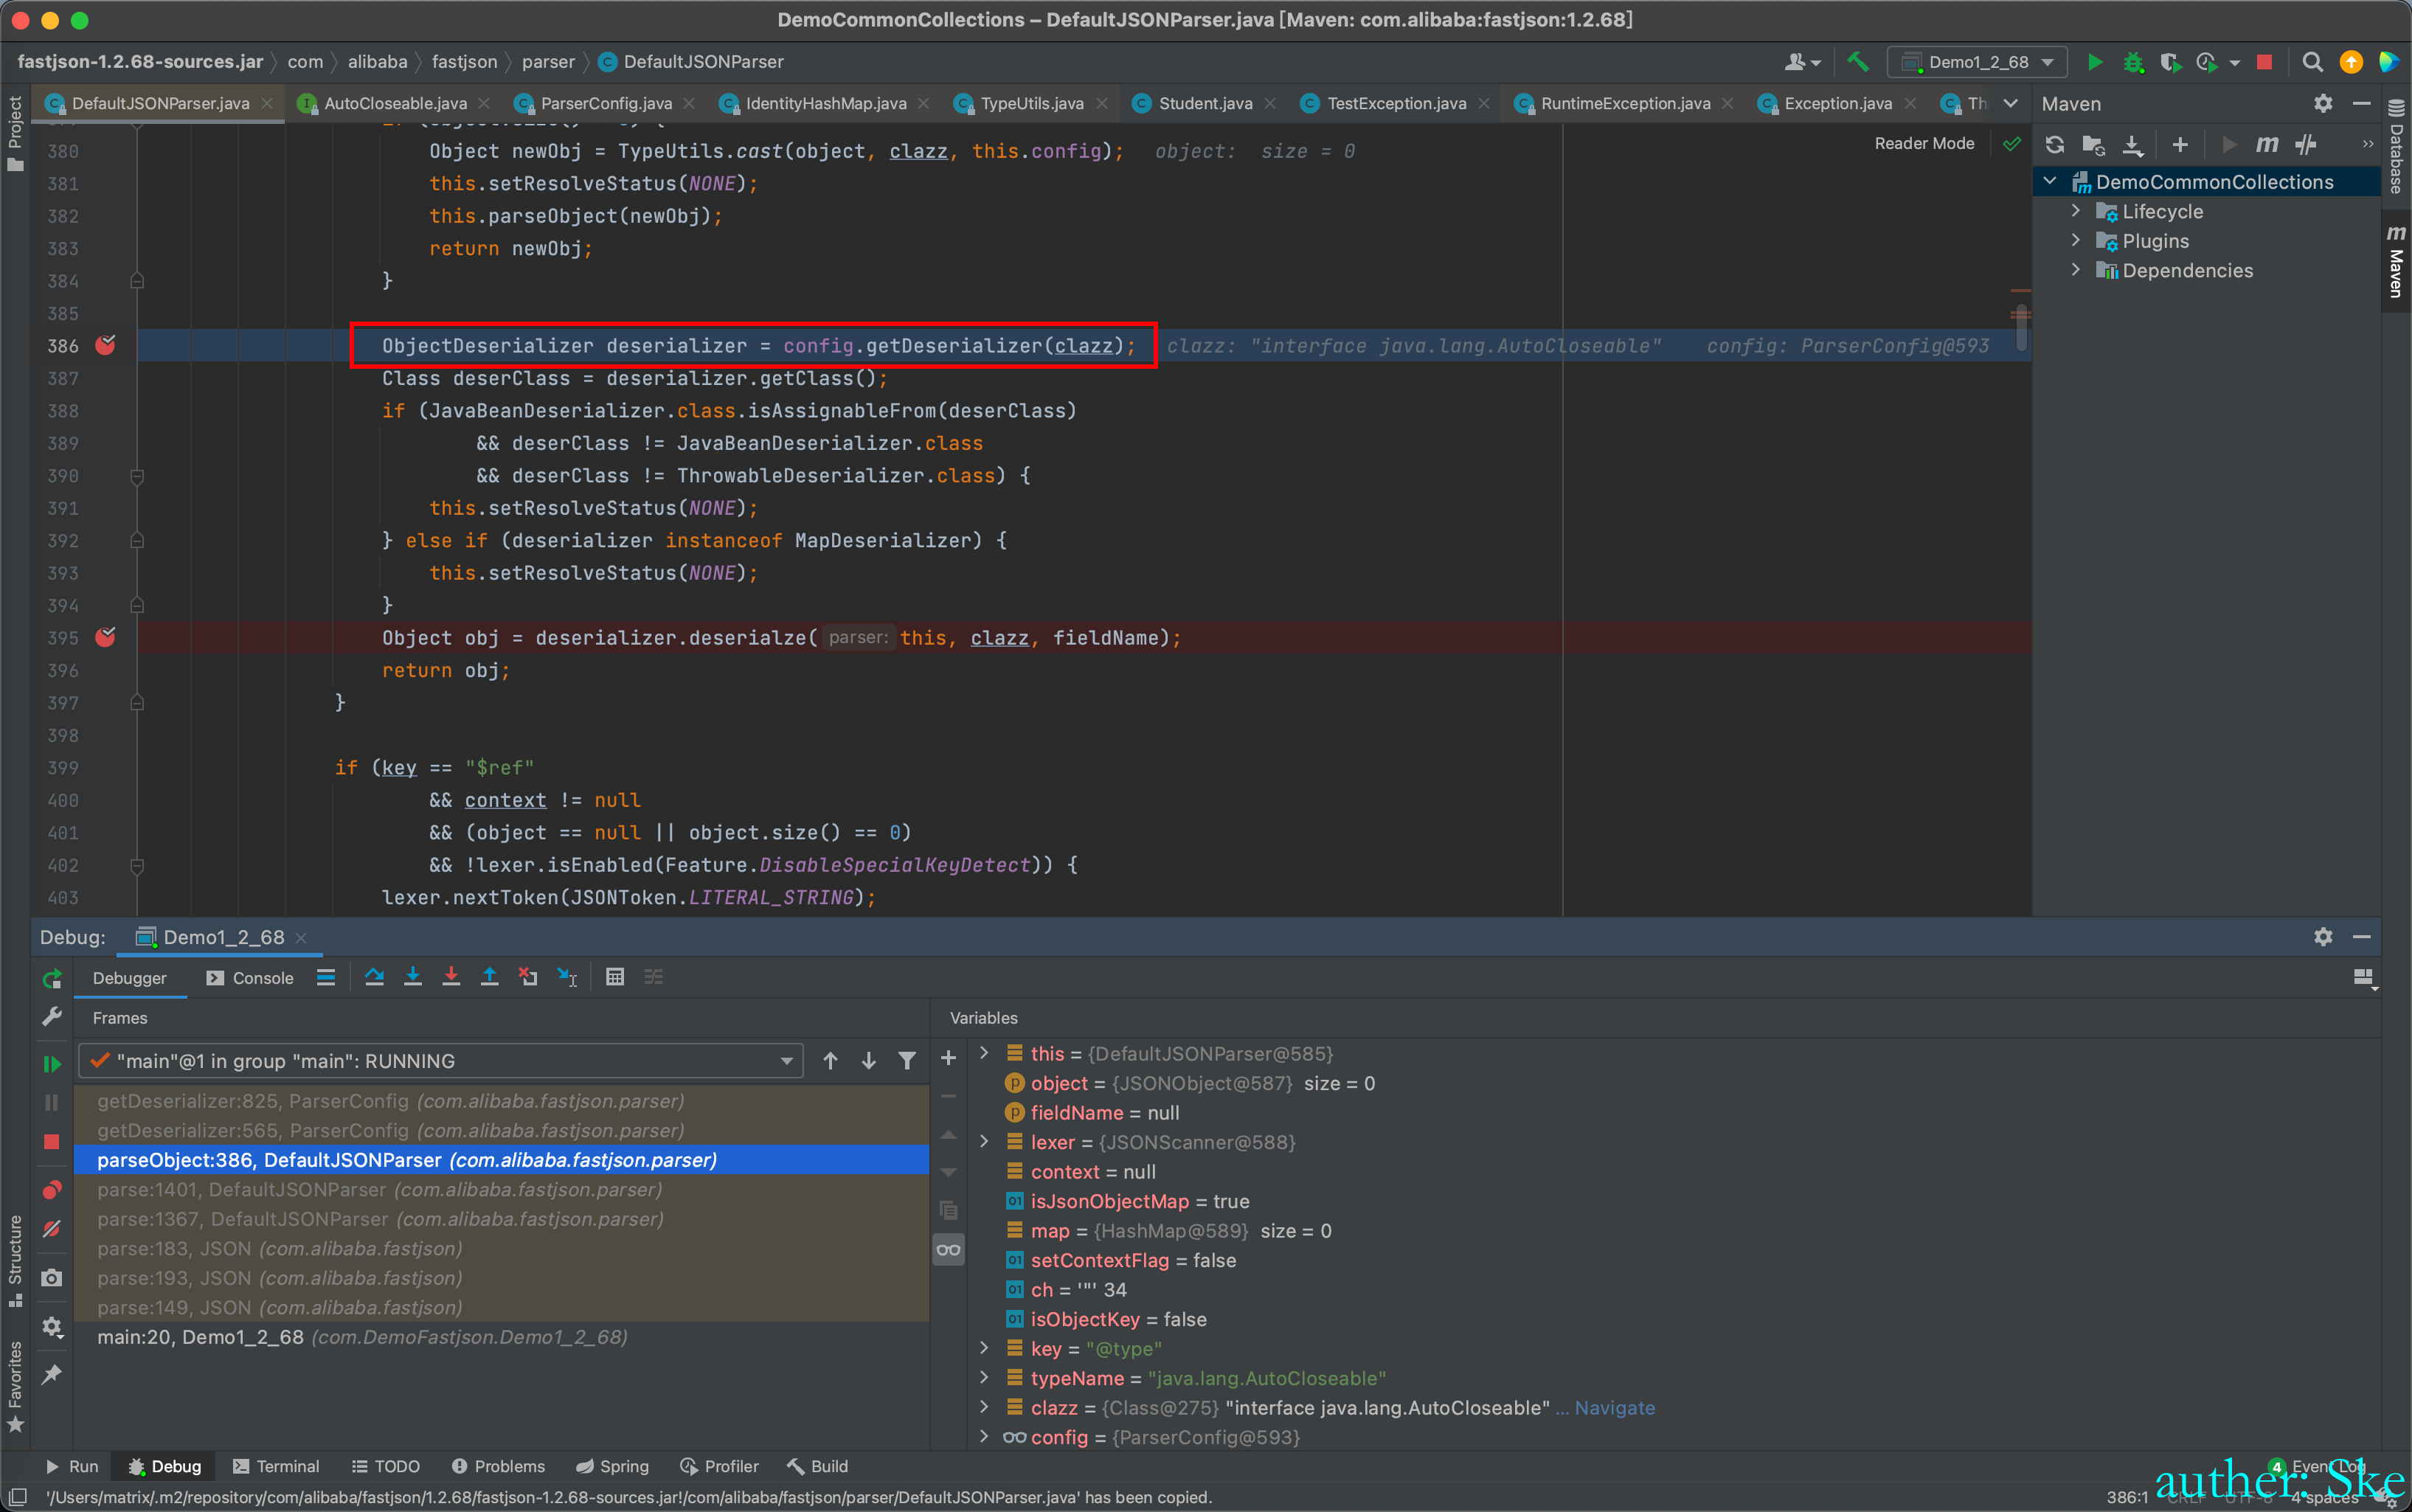 DemoCommonCollections – DefaultJSONParser.java [Maven: com.alibaba:fastjson:1.2.68]
fastjson-1.2.68-sources.jar com alibaba fastjson parser DefaultJSONParser Demo1_2_68
DefaultJSONParser.java AutoCloseable.java ParserConfig.java IdentityHashMap.java TypeUtils.java Student.java TestException.java RuntimeException.java Exception.java Th Maven
Project
Reader Mode
380 Object newObj = TypeUtils.cast(object, clazz, this.config); object: size = 0
381 this.setResolveStatus(NONE);
382 this.parseObject(newObj);
383 return newObj;
384 }
385
386 ObjectDeserializer deserializer = config.getDeserializer(clazz); clazz: "interface java.lang.AutoCloseable" config: ParserConfig@593
387 Class deserClass = deserializer.getClass();
388 if (JavaBeanDeserializer.class.isAssignableFrom(deserClass)
389 && deserClass != JavaBeanDeserializer.class
390 && deserClass != ThrowableDeserializer.class) {
391 this.setResolveStatus(NONE);
392 } else if (deserializer instanceof MapDeserializer) {
393 this.setResolveStatus(NONE);
394 }
395 Object obj = deserializer.deserialze( parser: this, clazz, fieldName);
396 return obj;
397 }
398
399 if (key == "$ref"
400 && context != null
401 && (object == null || object.size() == 0)
402 && !lexer.isEnabled(Feature.DisableSpecialKeyDetect)) {
403 lexer.nextToken(JSONToken.LITERAL_STRING);
DemoCommonCollections
Lifecycle
Plugins
Dependencies
Database
Maven
Debug: Demo1_2_68
Debugger Console
Frames
"main"@1 in group "main": RUNNING
getDeserializer:825, ParserConfig (com.alibaba.fastjson.parser)
getDeserializer:565, ParserConfig (com.alibaba.fastjson.parser)
parseObject:386, DefaultJSONParser (com.alibaba.fastjson.parser)
parse:1401, DefaultJSONParser (com.alibaba.fastjson.parser)
parse:1367, DefaultJSONParser (com.alibaba.fastjson.parser)
parse:183, JSON (com.alibaba.fastjson)
parse:193, JSON (com.alibaba.fastjson)
parse:149, JSON (com.alibaba.fastjson)
main:20, Demo1_2_68 (com.DemoFastjson.Demo1_2_68)
Variables
this = {DefaultJSONParser@585}
object = {JSONObject@587} size = 0
fieldName = null
lexer = {JSONScanner@588}
context = null
isJsonObjectMap = true
map = {HashMap@589} size = 0
setContextFlag = false
ch = '"' 34
isObjectKey = false
key = "@type"
typeName = "java.lang.AutoCloseable"
clazz = {Class@275} "interface java.lang.AutoCloseable" ... Navigate
config = {ParserConfig@593}
Structure
Favorites
Run Debug Terminal TODO Problems Spring Profiler Build 4 Event Log
'/Users/matrix/.m2/repository/com/alibaba/fastjson/1.2.68/fastjson-1.2.68-sources.jar!/com/alibaba/fastjson/parser/DefaultJSONParser.java' has been copied. 386:1 CRLF UTF-8 4 spaces
auther: Ske